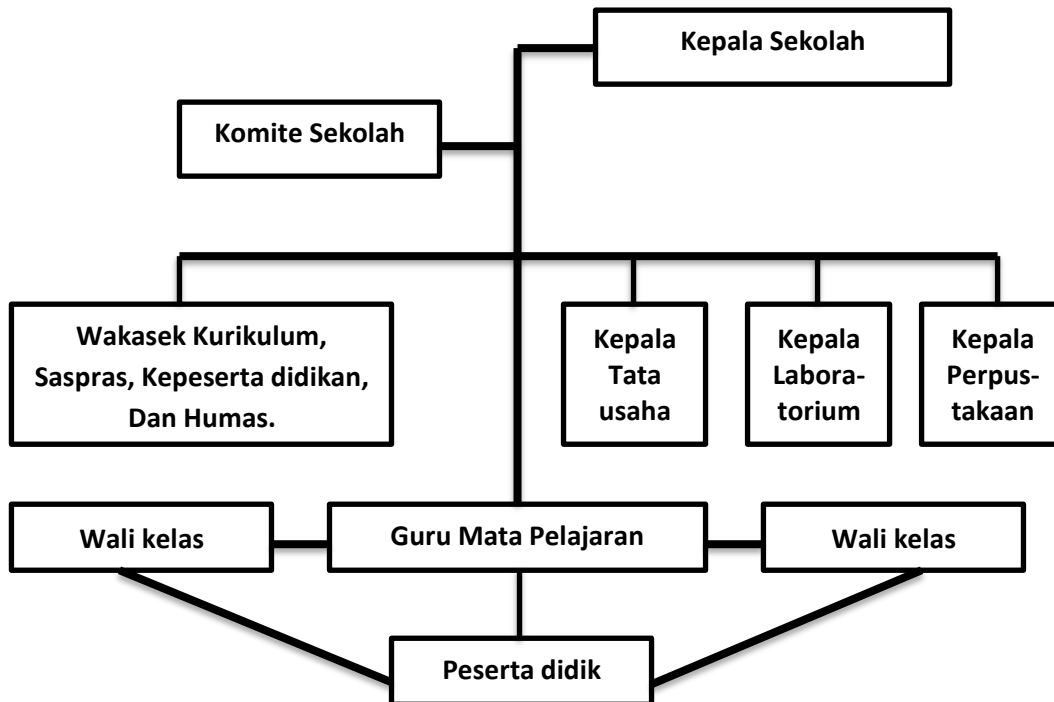 Kepala Sekolah
Komite Sekolah
Wakasek Kurikulum,
Saspras, Kepeserta didikan,
Dan Humas.
Kepala
Tata
usaha
Kepala
Labora-
torium
Kepala
Perpus-
takaan
Wali kelas
Guru Mata Pelajaran
Wali kelas
Peserta didik